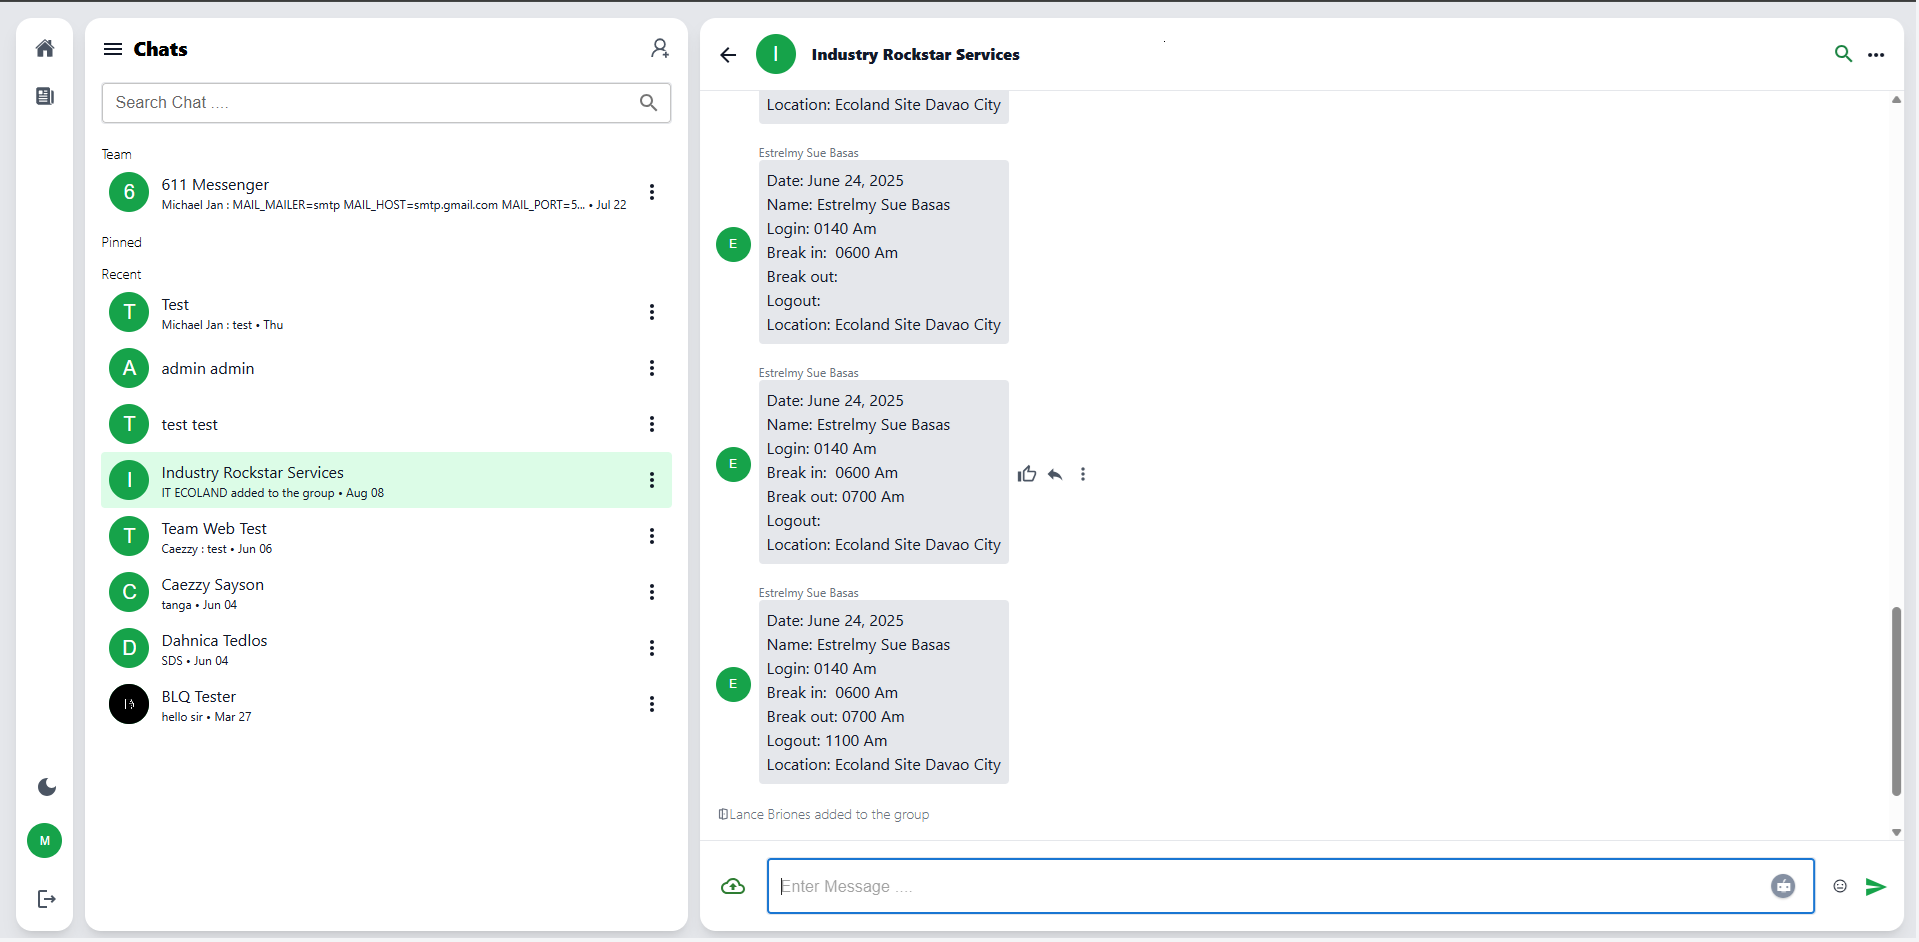 Chats
Search Chat ....
Team
6
611 Messenger
Michael Jan : MAIL_MAILER=smtp MAIL_HOST=smtp.gmail.com MAIL_PORT=5... • Jul 22
Pinned
Recent
T
Test
Michael Jan : test • Thu
A
admin admin
T
test test
I
Industry Rockstar Services
IT ECOLAND added to the group • Aug 08
T
Team Web Test
Caezzy : test • Jun 06
C
Caezzy Sayson
tanga • Jun 04
D
Dahnica Tedlos
SDS • Jun 04
BLQ Tester
hello sir • Mar 27
M
I
Industry Rockstar Services
Location: Ecoland Site Davao City
Estrelmy Sue Basas
E
Date: June 24, 2025
Name: Estrelmy Sue Basas
Login: 0140 Am
Break in:  0600 Am
Break out:
Logout:
Location: Ecoland Site Davao City
Estrelmy Sue Basas
E
Date: June 24, 2025
Name: Estrelmy Sue Basas
Login: 0140 Am
Break in:  0600 Am
Break out: 0700 Am
Logout:
Location: Ecoland Site Davao City
Estrelmy Sue Basas
E
Date: June 24, 2025
Name: Estrelmy Sue Basas
Login: 0140 Am
Break in:  0600 Am
Break out: 0700 Am
Logout: 1100 Am
Location: Ecoland Site Davao City
Lance Briones added to the group
Enter Message ....